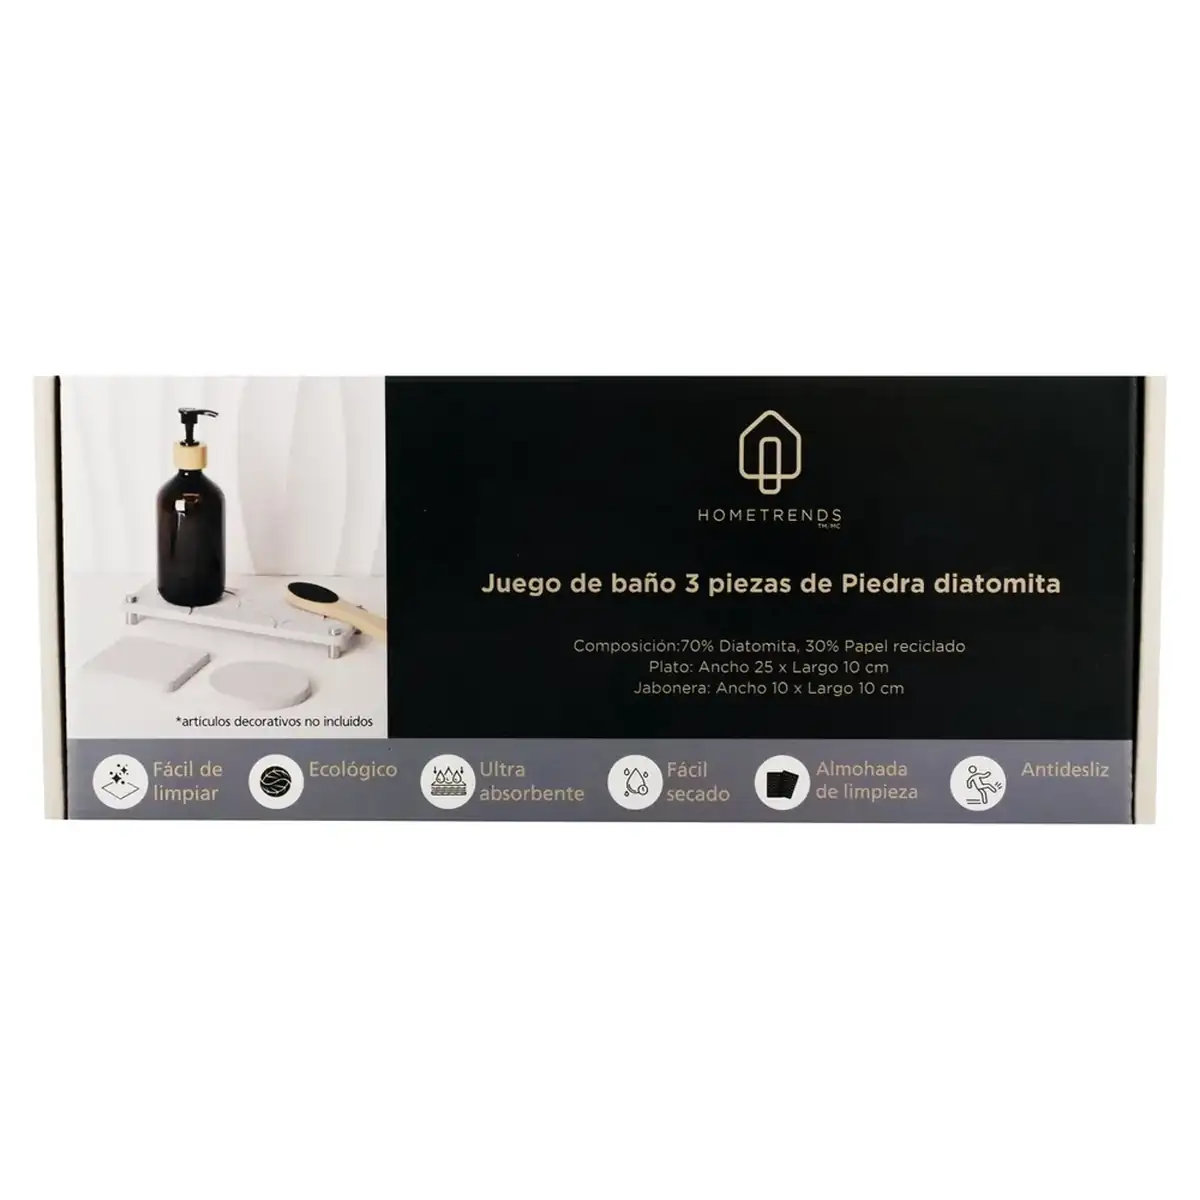 HOMETRENDS
TM/MC
Juego de baño 3 piezas de Piedra diatomita
Composición:70% Diatomita, 30% Papel reciclado
Plato: Ancho 25 x Largo 10 cm
Jabonera: Ancho 10 x Largo 10 cm
*artículos decorativos no incluidos
Fácil de
limpiar
Ecológico
Ultra
absorbente
Fácil
secado
Almohada
de limpieza
Antidesliz